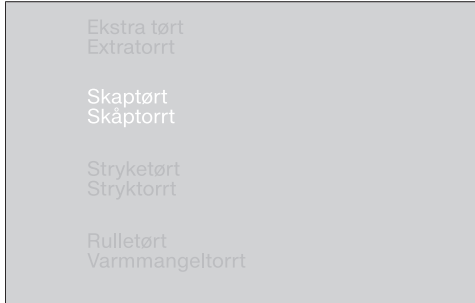 Ekstra tørt
Extratorrt
Skaptørt
Skåptorrt
Stryketørt
Stryktorrt
Rulletørt
Varmmangeltorrt